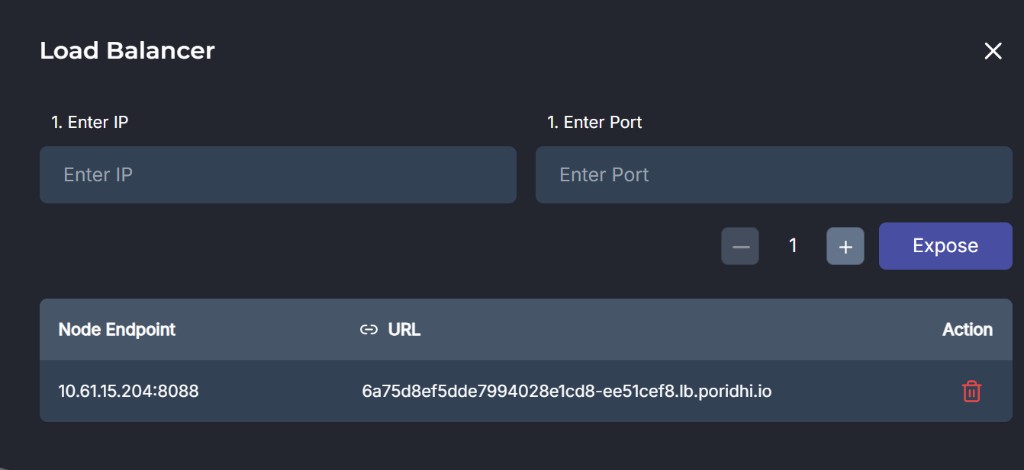 Load Balancer
1. Enter IP
1. Enter Port
Enter IP
Enter Port
1
Expose
Node Endpoint
URL
Action
10.61.15.204:8088
6a75d8ef5dde7994028e1cd8-ee51cef8.lb.poridhi.io